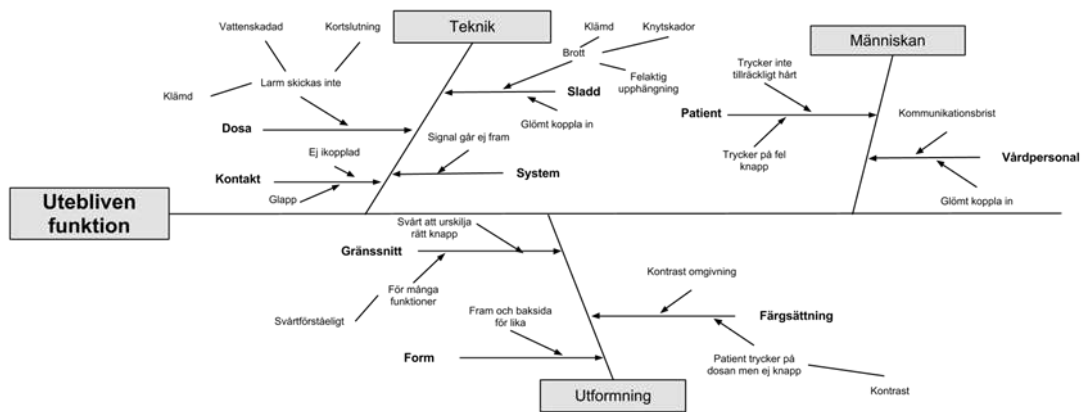 Teknik
Människan
Vattenskadad
Kortslutning
Klämd
Knytskador
Brott
Larm skickas inte
Klämd
Felaktig
upphängning
Sladd
Glömt koppla in
Dosa
Signal går ej fram
Ej ikopplad
Kontakt
System
Glapp
Trycker inte
tillräckligt hårt
Patient
Trycker på fel
knapp
Kommunikationsbrist
Vårdpersonal
Glömt koppla in
Utebliven
funktion
Svårt att urskilja
rätt knapp
Gränssnitt
För många
funktioner
Svårtförståeligt
Fram och baksida
för lika
Form
Kontrast omgivning
Färgsättning
Patient trycker på
dosan men ej knapp
Kontrast
Utformning